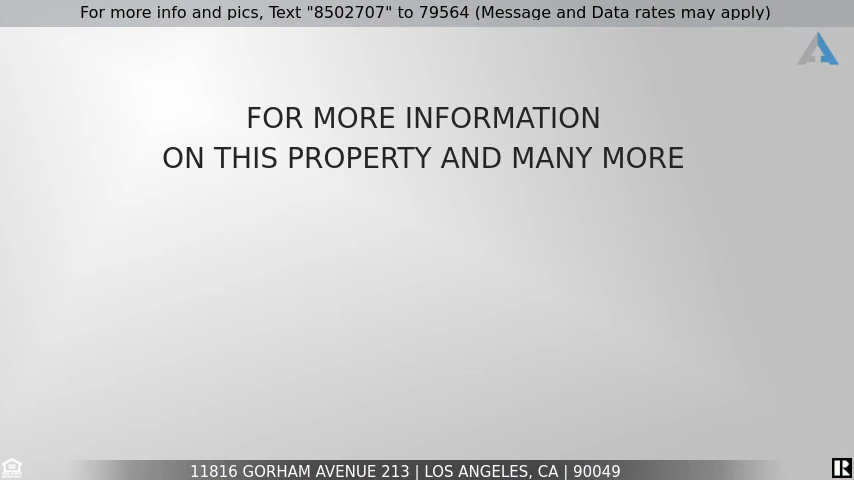 For more info and pics, Text "8502707" to 79564 (Message and Data rates may apply)
FOR MORE INFORMATION
ON THIS PROPERTY AND MANY MORE
11816 GORHAM AVENUE 213 | LOS ANGELES, CA | 90049